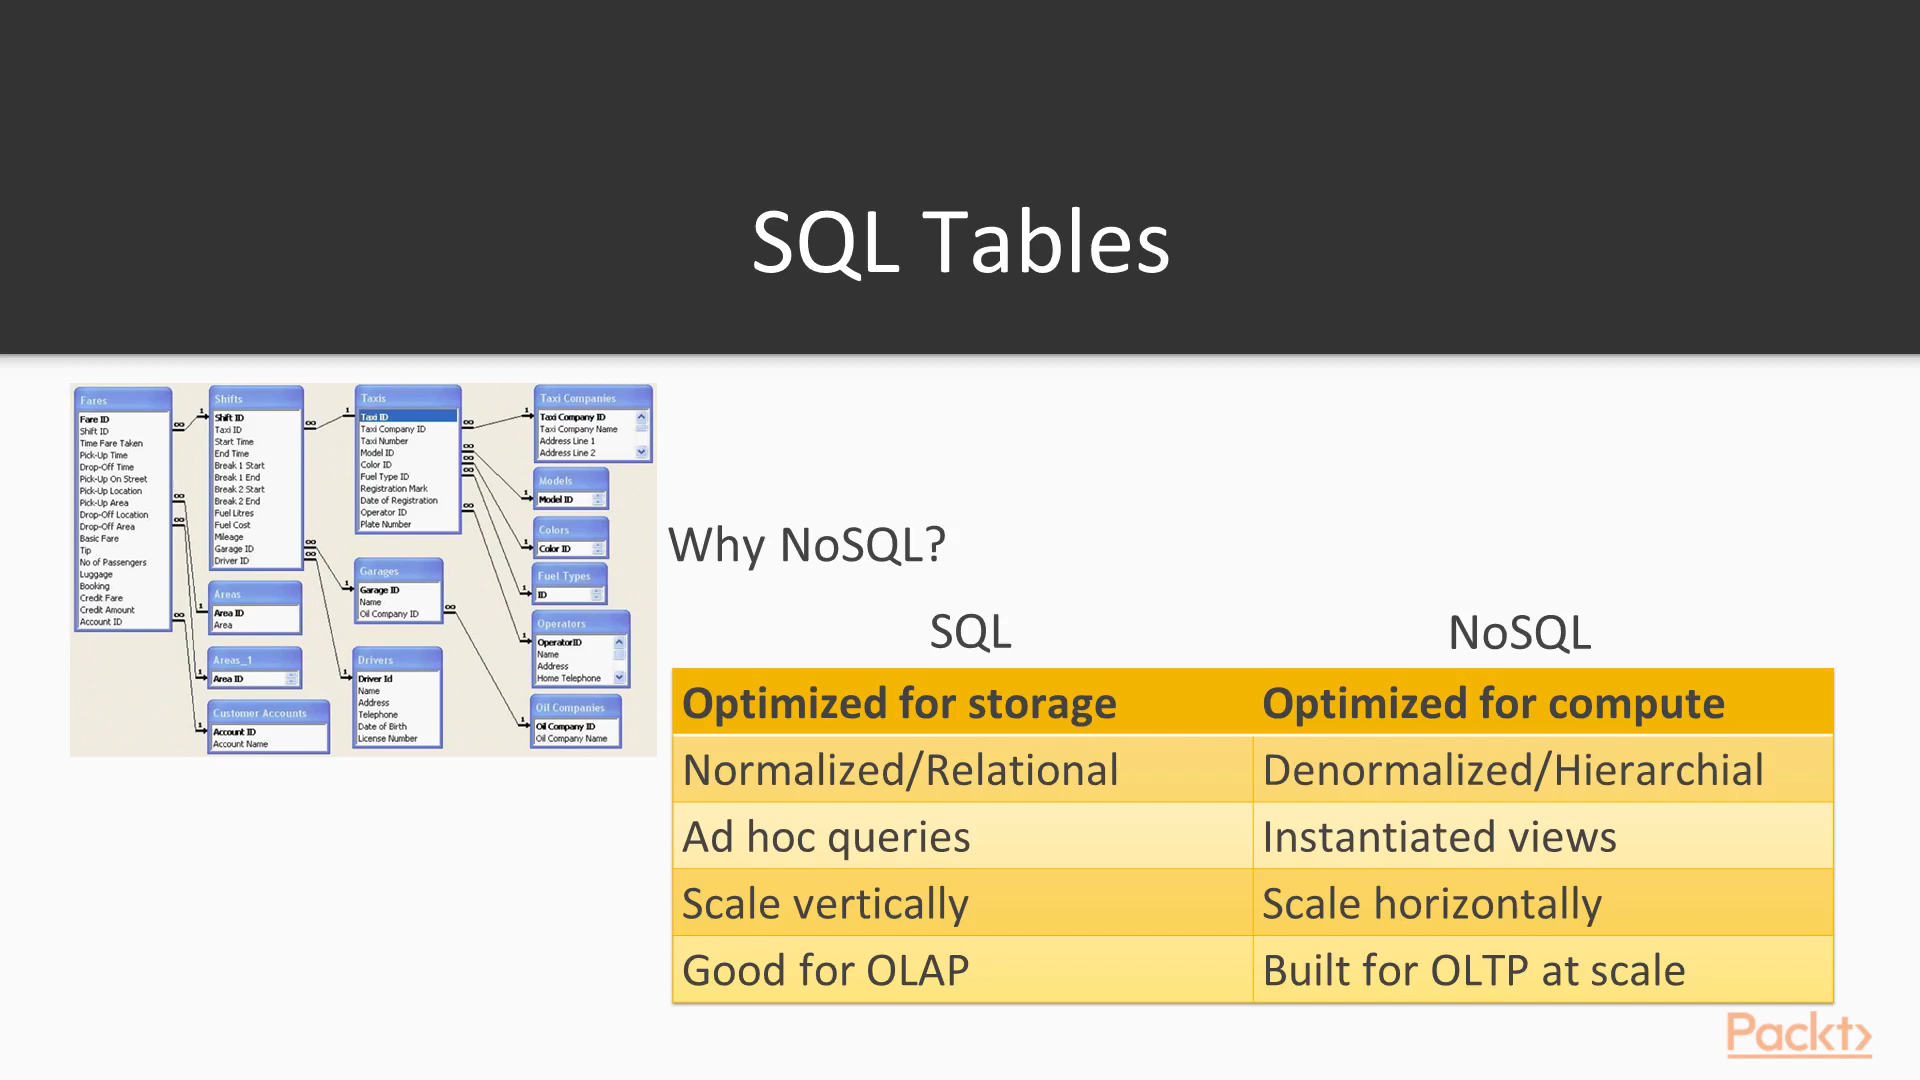 SQL Tables
Fares
Fare ID
Shift ID
Time Fare Taken
Pick-Up Time
Drop-Off Time
Pick-Up On Street
Pick-Up Location
Pick-Up Area
Drop-Off Location
Drop-Off Area
Basic Fare
Tip
No of Passengers
Luggage
Booking
Credit Fare
Credit Amount
Account ID
Shifts
Shift ID
Taxi ID
Start Time
End Time
Break 1 Start
Break 1 End
Break 2 Start
Break 2 End
Fuel Litres
Fuel Cost
Mileage
Garage ID
Driver ID
Areas
Area ID
Area
Areas_1
Area ID
Customer Accounts
Account ID
Account Name
Taxis
Taxi ID
Taxi Company ID
Taxi Number
Model ID
Color ID
Fuel Type ID
Registration Mark
Date of Registration
Operator ID
Plate Number
Garages
Garage ID
Name
Oil Company ID
Drivers
Driver Id
Name
Address
Telephone
Date of Birth
License Number
Taxi Companies
Taxi Company ID
Taxi Company Name
Address Line 1
Address Line 2
Models
Model ID
Colors
Color ID
Fuel Types
ID
Operators
OperatorID
Name
Address
Home Telephone
Oil Companies
Oil Company ID
Oil Company Name
Why NoSQL?
SQL NoSQL
Optimized for storage Optimized for compute
Normalized/Relational Denormalized/Hierarchial
Ad hoc queries Instantiated views
Scale vertically Scale horizontally
Good for OLAP Built for OLTP at scale
Packt